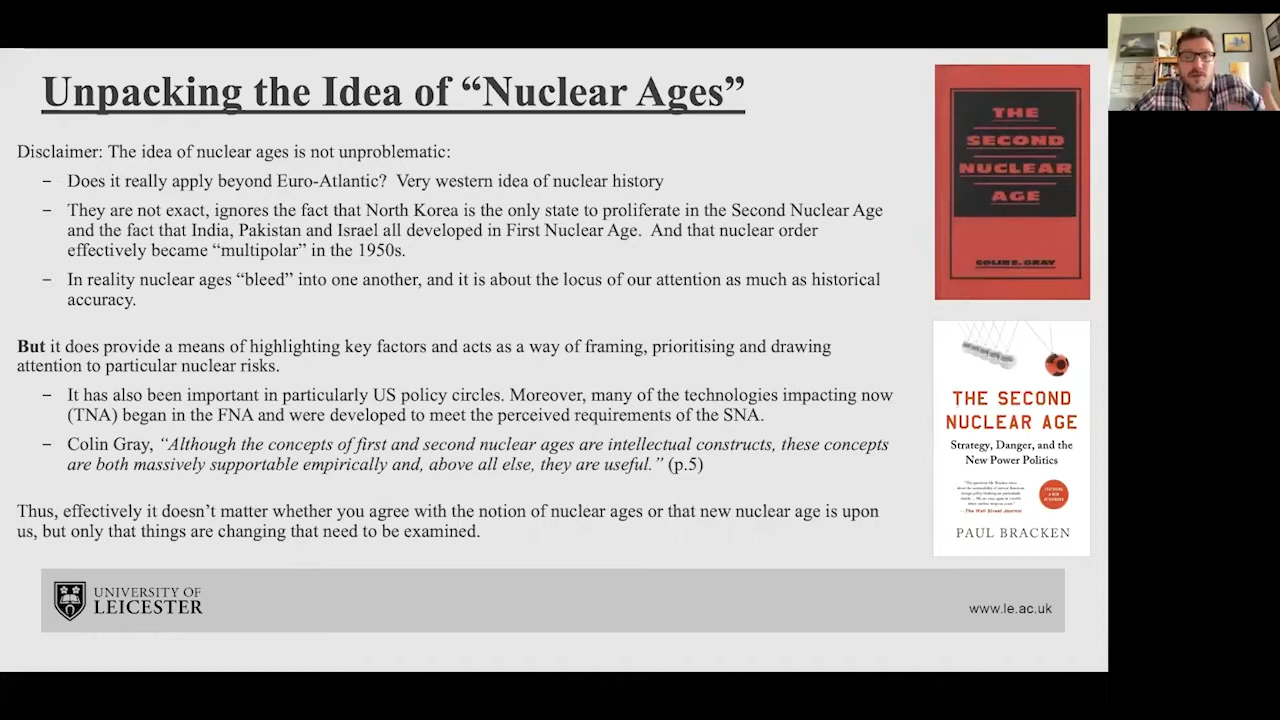 Unpacking the Idea of “Nuclear Ages”
Disclaimer: The idea of nuclear ages is not unproblematic:
– Does it really apply beyond Euro-Atlantic? Very western idea of nuclear history
– They are not exact, ignores the fact that North Korea is the only state to proliferate in the Second Nuclear Age
and the fact that India, Pakistan and Israel all developed in First Nuclear Age. And that nuclear order
effectively became “multipolar” in the 1950s.
– In reality nuclear ages “bleed” into one another, and it is about the locus of our attention as much as historical
accuracy.
But it does provide a means of highlighting key factors and acts as a way of framing, prioritising and drawing
attention to particular nuclear risks.
– It has also been important in particularly US policy circles. Moreover, many of the technologies impacting now
(TNA) began in the FNA and we developed to meet the perceived requirements of the SNA.
– Colin Gray, “Although the concepts of first and second nuclear ages are intellectual constructs, these concepts
are both massively supportable empirically and, above all else, they are useful.” (p.5)
Thus, effectively it doesn’t matter whether you agree with the notion of nuclear ages or that new nuclear age is upon
us, but only that things are changing that need to be examined.
THE
SECOND
NUCLEAR
AGE
COLIN S. GRAY
THE SECOND
NUCLEAR AGE
Strategy, Danger, and the
New Power Politics
The Wall Street Journal
PAUL BRACKEN
UNIVERSITY OF
LEICESTER
www.le.ac.uk